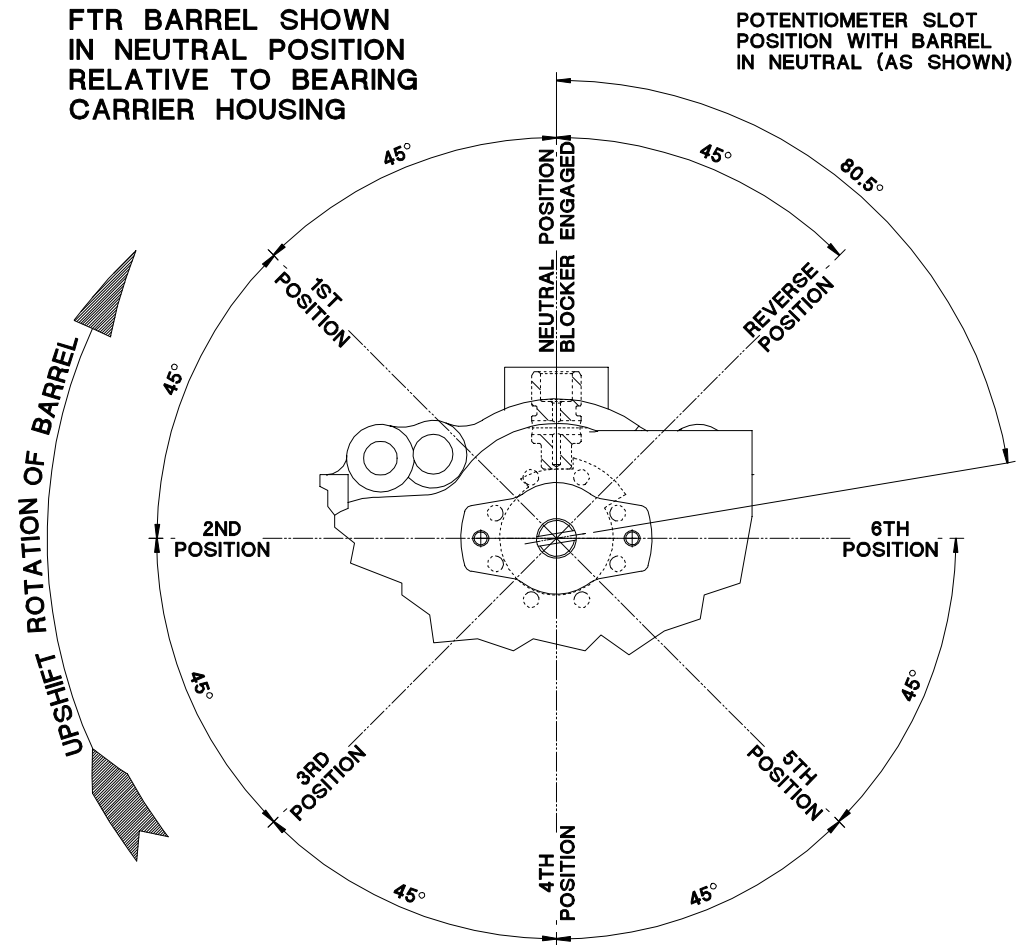 FTR BARREL SHOWN
IN NEUTRAL POSITION
RELATIVE TO BEARING
CARRIER HOUSING
POTENTIOMETER SLOT
POSITION WITH BARREL
IN NEUTRAL (AS SHOWN)
45°
45°
80.5°
NEUTRAL POSITION
BLOCKER ENGAGED
1ST
POSITION
REVERSE
POSITION
45°
UPSHIFT ROTATION OF BARREL
2ND
POSITION
6TH
POSITION
45°
45°
3RD
POSITION
5TH
POSITION
4TH
POSITION
45°
45°